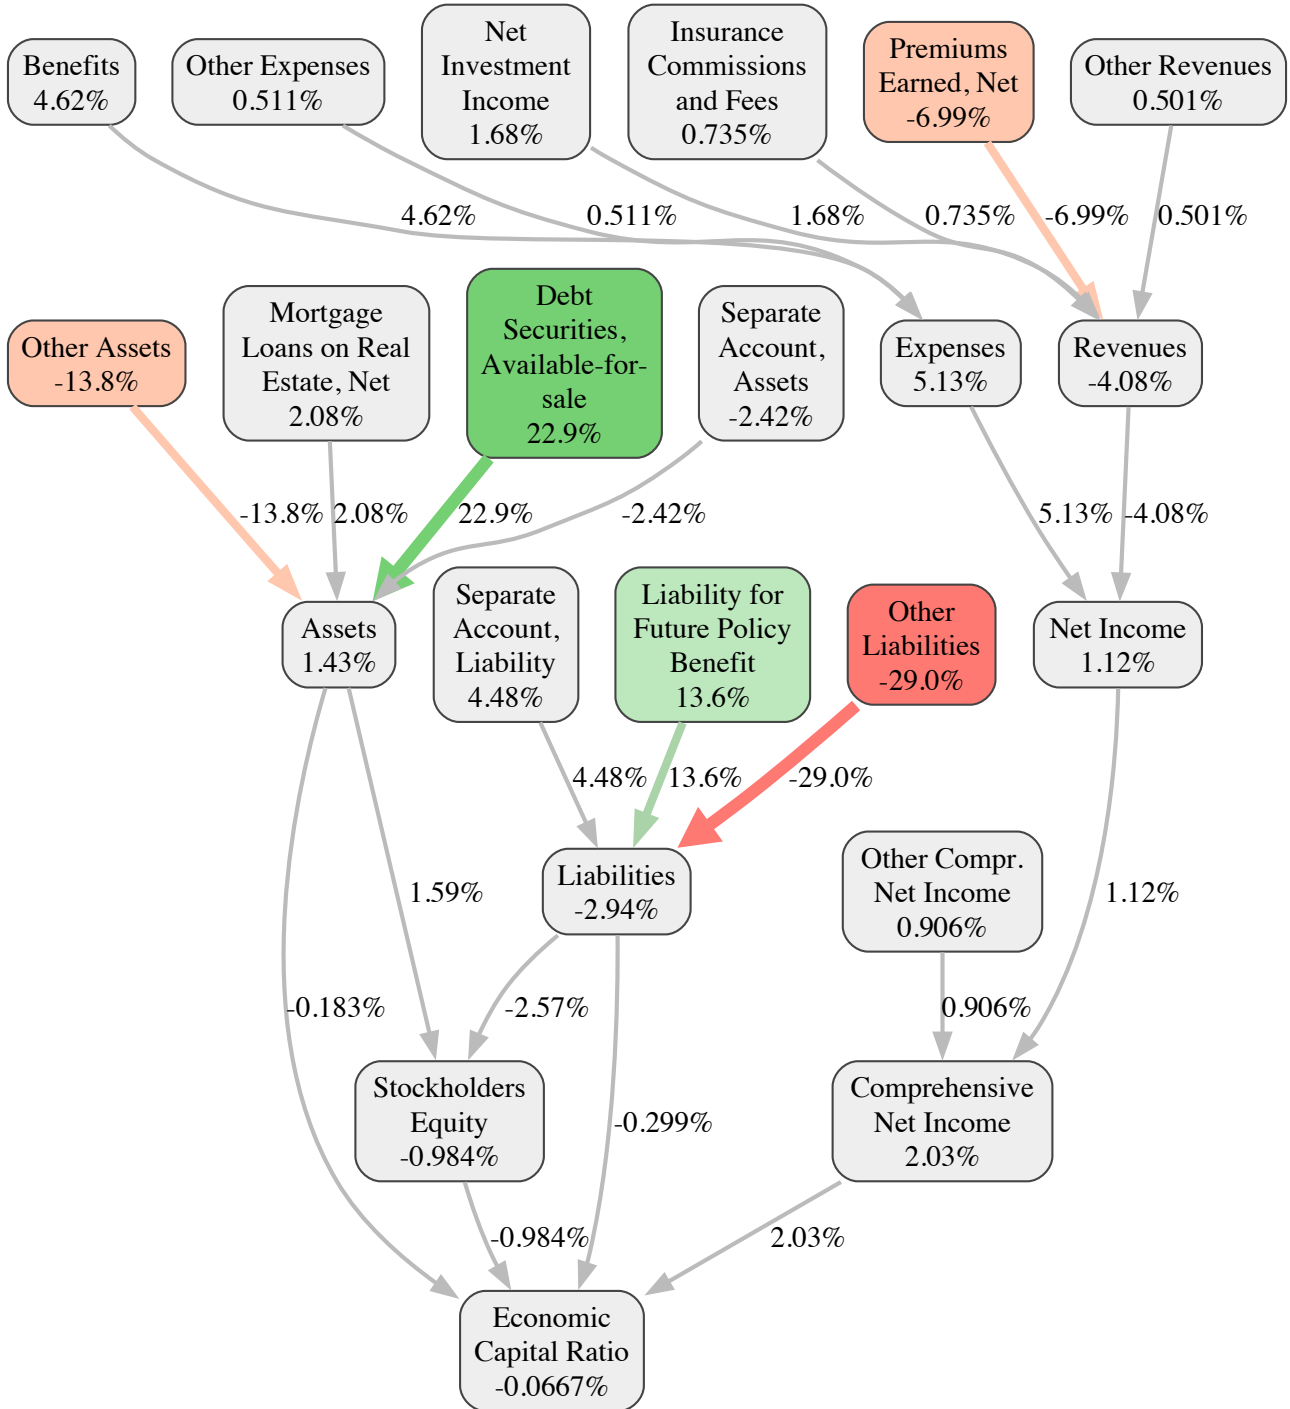 Benefits
4.62%
Other Expenses
0.511%
Net
Investment
Income
1.68%
Insurance
Commissions
and Fees
0.735%
Premiums
Earned, Net
-6.99%
Other Revenues
0.501%
4.62%
0.511%
1.68%
0.735%
-6.99%
0.501%
Other Assets
-13.8%
Mortgage
Loans on Real
Estate, Net
2.08%
Debt
Securities,
Available-for-
sale
22.9%
Separate
Account,
Assets
-2.42%
Expenses
5.13%
Revenues
-4.08%
-13.8%
2.08%
22.9%
-2.42%
5.13%
-4.08%
Assets
1.43%
Separate
Account,
Liability
4.48%
Liability for
Future Policy
Benefit
13.6%
Other
Liabilities
-29.0%
Net Income
1.12%
4.48%
13.6%
-29.0%
Liabilities
-2.94%
Other Compr.
Net Income
0.906%
1.59%
1.12%
-0.183%
-2.57%
0.906%
Stockholders
Equity
-0.984%
-0.299%
Comprehensive
Net Income
2.03%
-0.984%
2.03%
Economic
Capital Ratio
-0.0667%